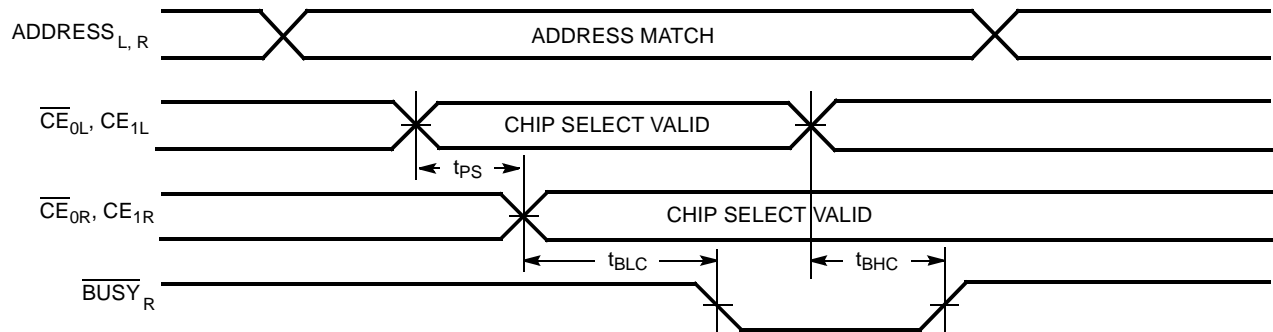 ADDRESS L, R
ADDRESS MATCH
CE0L, CE1L
CHIP SELECT VALID
tPS
CE0R, CE1R
CHIP SELECT VALID
tBLC
tBHC
BUSY R